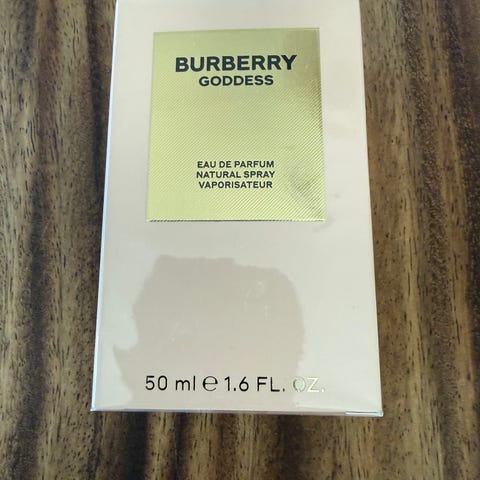 BURBERRY
GODDESS
EAU DE PARFUM
NATURAL SPRAY
VAPORISATEUR
50 ml ℮ 1.6 FL. OZ.